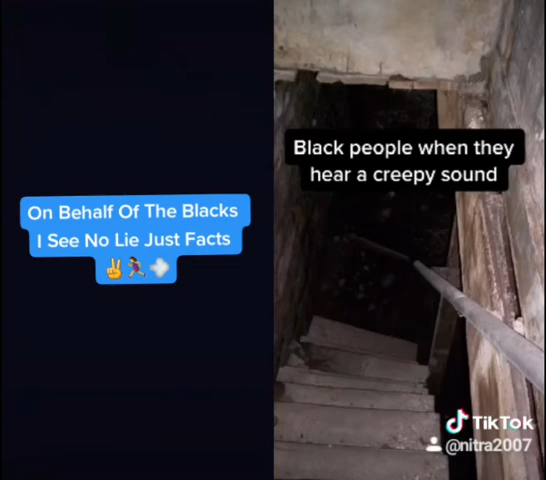 On Behalf Of The Blacks
I See No Lie Just Facts
✌️🏃‍♀️💨
Black people when they
hear a creepy sound
TikTok
@nitra2007